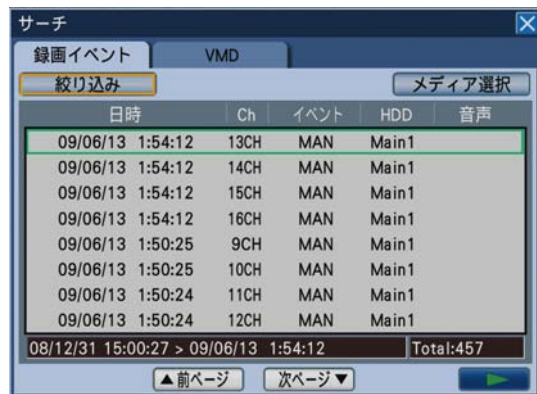 サーチ
録画イベント VMD
絞り込み メディア選択
日時 Ch イベント HDD 音声
09/06/13 1:54:12 13CH MAN Main1
09/06/13 1:54:12 14CH MAN Main1
09/06/13 1:54:12 15CH MAN Main1
09/06/13 1:54:12 16CH MAN Main1
09/06/13 1:50:25 9CH MAN Main1
09/06/13 1:50:25 10CH MAN Main1
09/06/13 1:50:24 11CH MAN Main1
09/06/13 1:50:24 12CH MAN Main1
08/12/31 15:00:27 > 09/06/13 1:54:12 Total:457
▲前ページ 次ページ▼